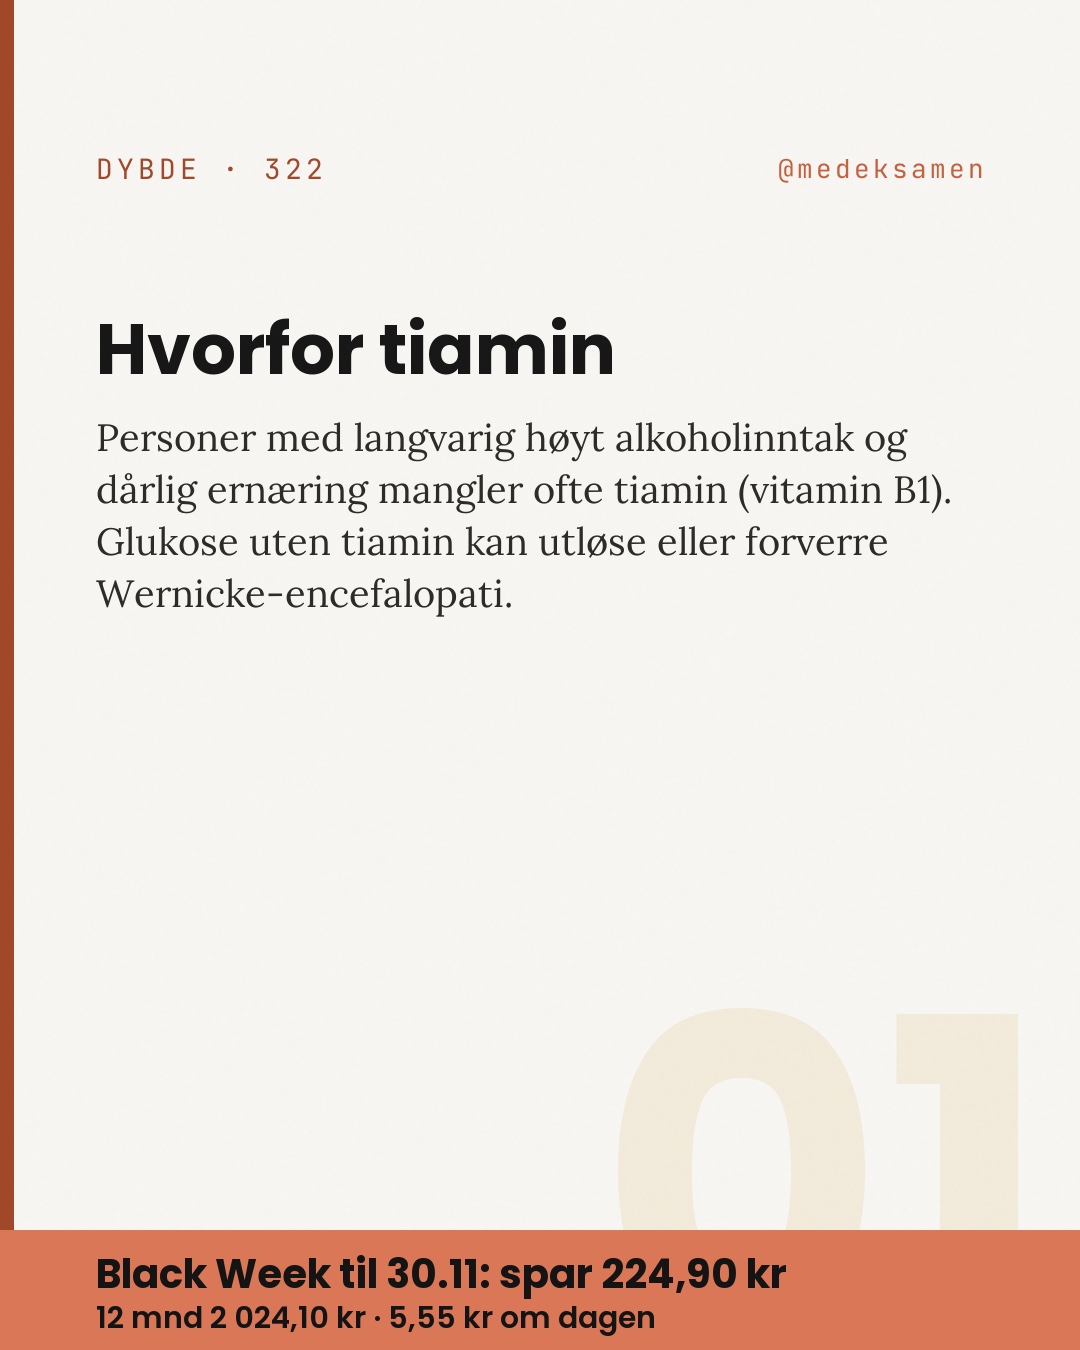 DYBDE · 322
@medeksamen
Hvorfor tiamin
Personer med langvarig høyt alkoholinntak og
dårlig ernæring mangler ofte tiamin (vitamin B1).
Glukose uten tiamin kan utløse eller forverre
Wernicke-encefalopati.
01
Black Week til 30.11: spar 224,90 kr
12 mnd 2 024,10 kr · 5,55 kr om dagen